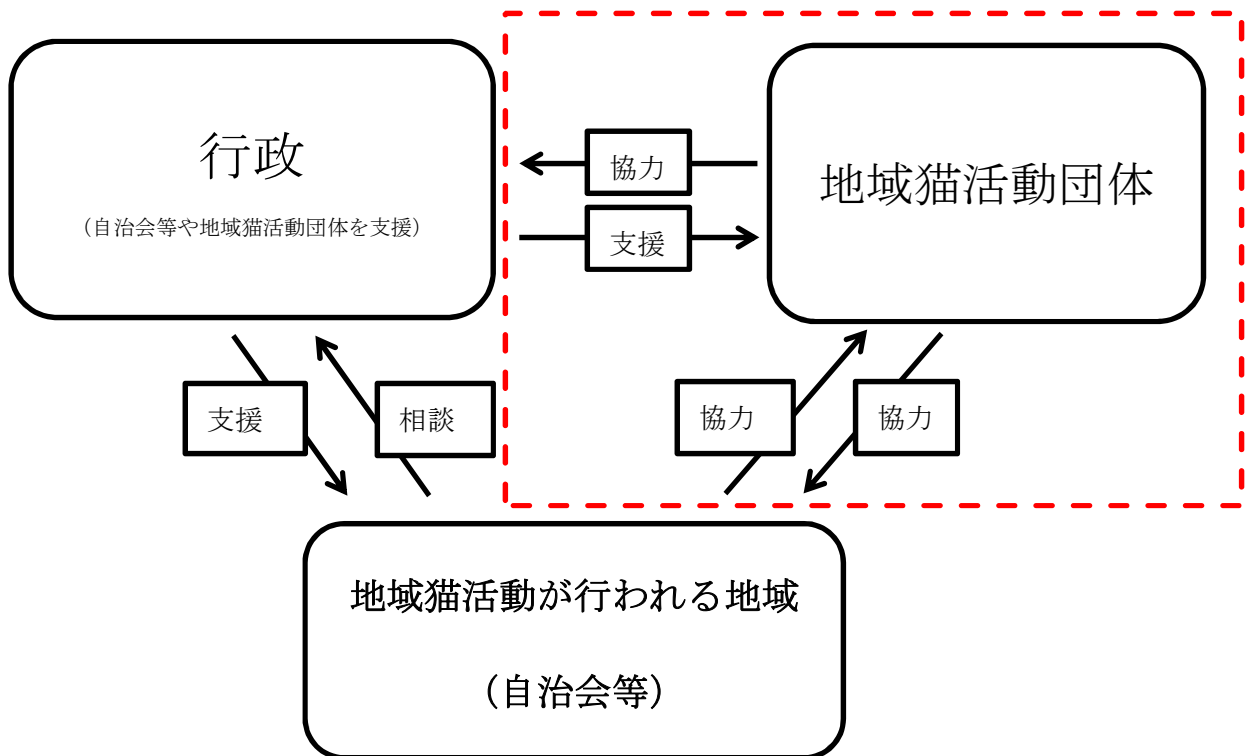 行政
（自治会等や地域猫活動団体を支援）
協力
支援
地域猫活動団体
支援
相談
協力
協力
地域猫活動が行われる地域
（自治会等）